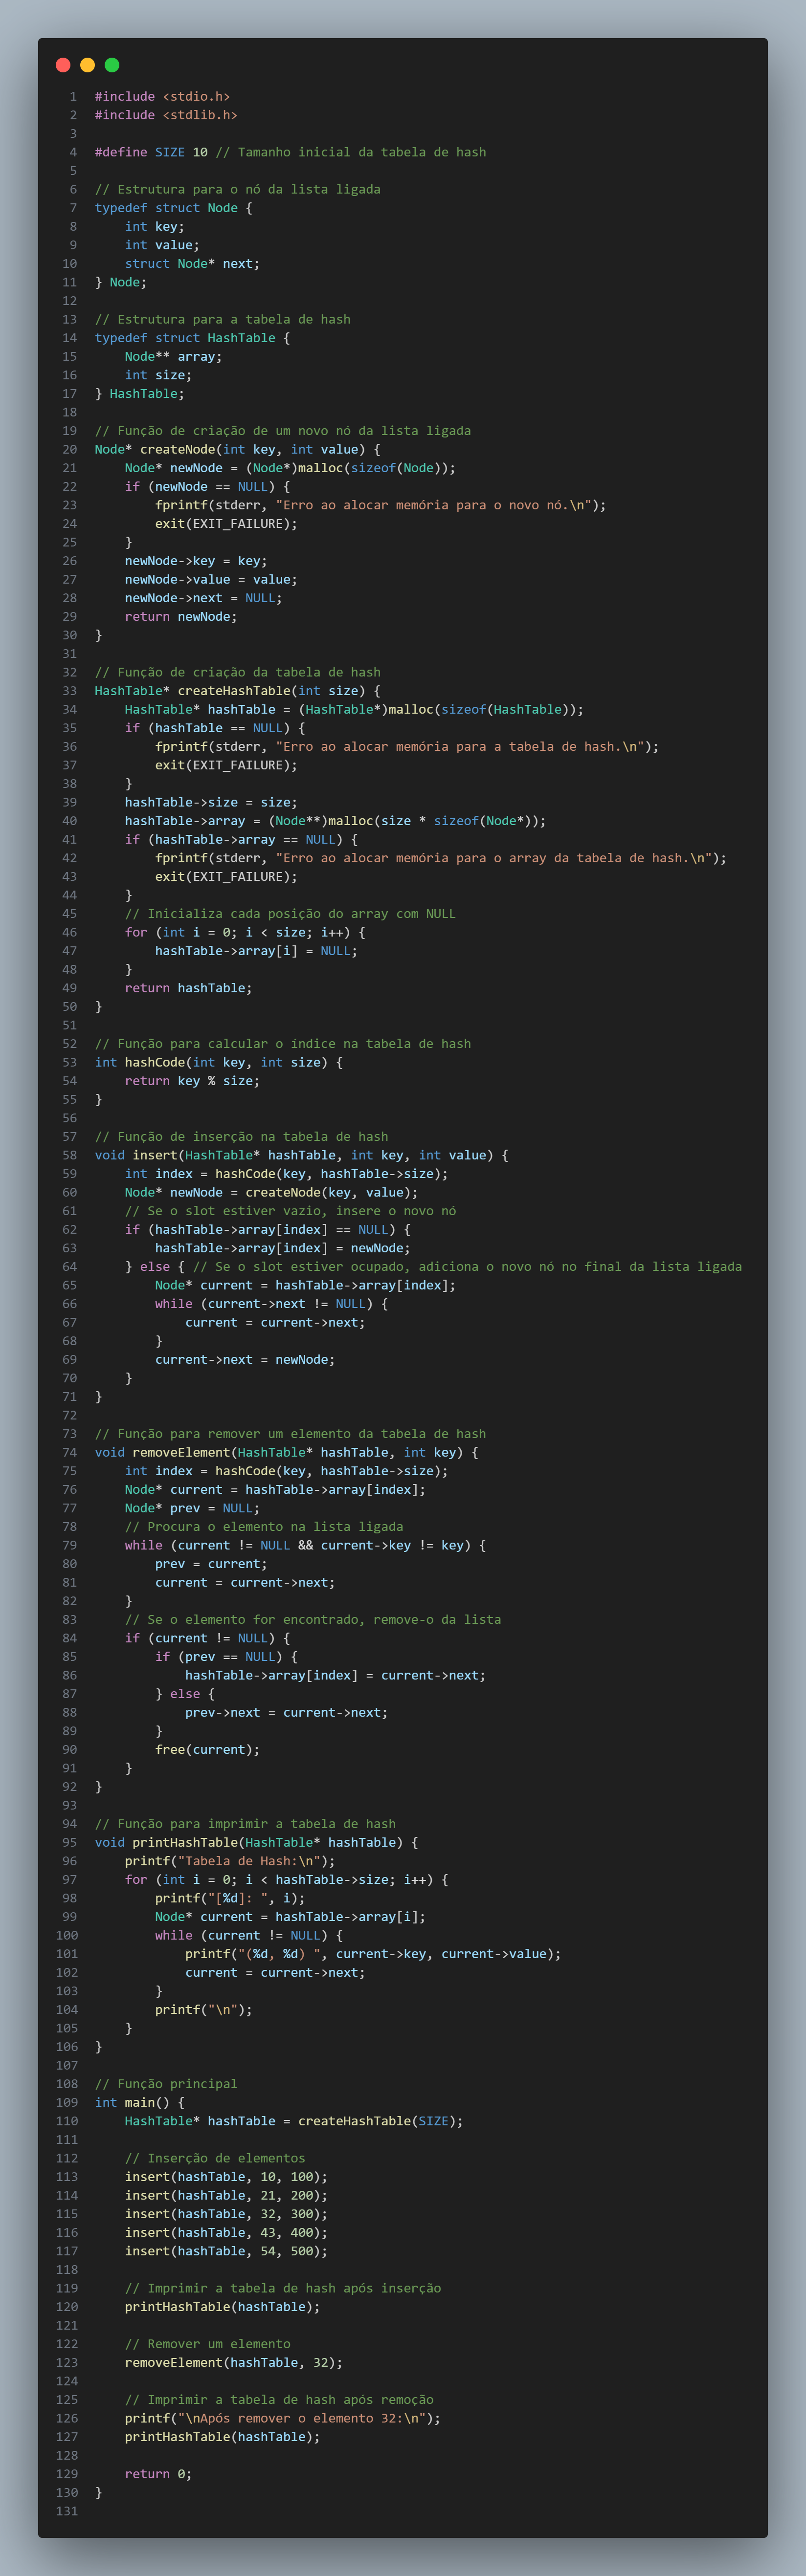 1 #include <stdio.h>
2 #include <stdlib.h>
3
4 #define SIZE 10 // Tamanho inicial da tabela de hash
5
6 // Estrutura para o nó da lista ligada
7 typedef struct Node {
8     int key;
9     int value;
10     struct Node* next;
11 } Node;
12
13 // Estrutura para a tabela de hash
14 typedef struct HashTable {
15     Node** array;
16     int size;
17 } HashTable;
18
19 // Função de criação de um novo nó da lista ligada
20 Node* createNode(int key, int value) {
21     Node* newNode = (Node*)malloc(sizeof(Node));
22     if (newNode == NULL) {
23         fprintf(stderr, "Erro ao alocar memória para o novo nó.\n");
24         exit(EXIT_FAILURE);
25     }
26     newNode->key = key;
27     newNode->value = value;
28     newNode->next = NULL;
29     return newNode;
30 }
31
32 // Função de criação da tabela de hash
33 HashTable* createHashTable(int size) {
34     HashTable* hashTable = (HashTable*)malloc(sizeof(HashTable));
35     if (hashTable == NULL) {
36         fprintf(stderr, "Erro ao alocar memória para a tabela de hash.\n");
37         exit(EXIT_FAILURE);
38     }
39     hashTable->size = size;
40     hashTable->array = (Node**)malloc(size * sizeof(Node*));
41     if (hashTable->array == NULL) {
42         fprintf(stderr, "Erro ao alocar memória para o array da tabela de hash.\n");
43         exit(EXIT_FAILURE);
44     }
45     // Inicializa cada posição do array com NULL
46     for (int i = 0; i < size; i++) {
47         hashTable->array[i] = NULL;
48     }
49     return hashTable;
50 }
51
52 // Função para calcular o índice na tabela de hash
53 int hashCode(int key, int size) {
54     return key % size;
55 }
56
57 // Função de inserção na tabela de hash
58 void insert(HashTable* hashTable, int key, int value) {
59     int index = hashCode(key, hashTable->size);
60     Node* newNode = createNode(key, value);
61     // Se o slot estiver vazio, insere o novo nó
62     if (hashTable->array[index] == NULL) {
63         hashTable->array[index] = newNode;
64     } else { // Se o slot estiver ocupado, adiciona o novo nó no final da lista ligada
65         Node* current = hashTable->array[index];
66         while (current->next != NULL) {
67             current = current->next;
68         }
69         current->next = newNode;
70     }
71 }
72
73 // Função para remover um elemento da tabela de hash
74 void removeElement(HashTable* hashTable, int key) {
75     int index = hashCode(key, hashTable->size);
76     Node* current = hashTable->array[index];
77     Node* prev = NULL;
78     // Procura o elemento na lista ligada
79     while (current != NULL && current->key != key) {
80         prev = current;
81         current = current->next;
82     }
83     // Se o elemento for encontrado, remove-o da lista
84     if (current != NULL) {
85         if (prev == NULL) {
86             hashTable->array[index] = current->next;
87         } else {
88             prev->next = current->next;
89         }
90         free(current);
91     }
92 }
93
94 // Função para imprimir a tabela de hash
95 void printHashTable(HashTable* hashTable) {
96     printf("Tabela de Hash:\n");
97     for (int i = 0; i < hashTable->size; i++) {
98         printf("[%d]: ", i);
99         Node* current = hashTable->array[i];
100         while (current != NULL) {
101             printf("(%d, %d) ", current->key, current->value);
102             current = current->next;
103         }
104         printf("\n");
105     }
106 }
107
108 // Função principal
109 int main() {
110     HashTable* hashTable = createHashTable(SIZE);
111
112     // Inserção de elementos
113     insert(hashTable, 10, 100);
114     insert(hashTable, 21, 200);
115     insert(hashTable, 32, 300);
116     insert(hashTable, 43, 400);
117     insert(hashTable, 54, 500);
118
119     // Imprimir a tabela de hash após inserção
120     printHashTable(hashTable);
121
122     // Remover um elemento
123     removeElement(hashTable, 32);
124
125     // Imprimir a tabela de hash após remoção
126     printf("\nApós remover o elemento 32:\n");
127     printHashTable(hashTable);
128
129     return 0;
130 }
131